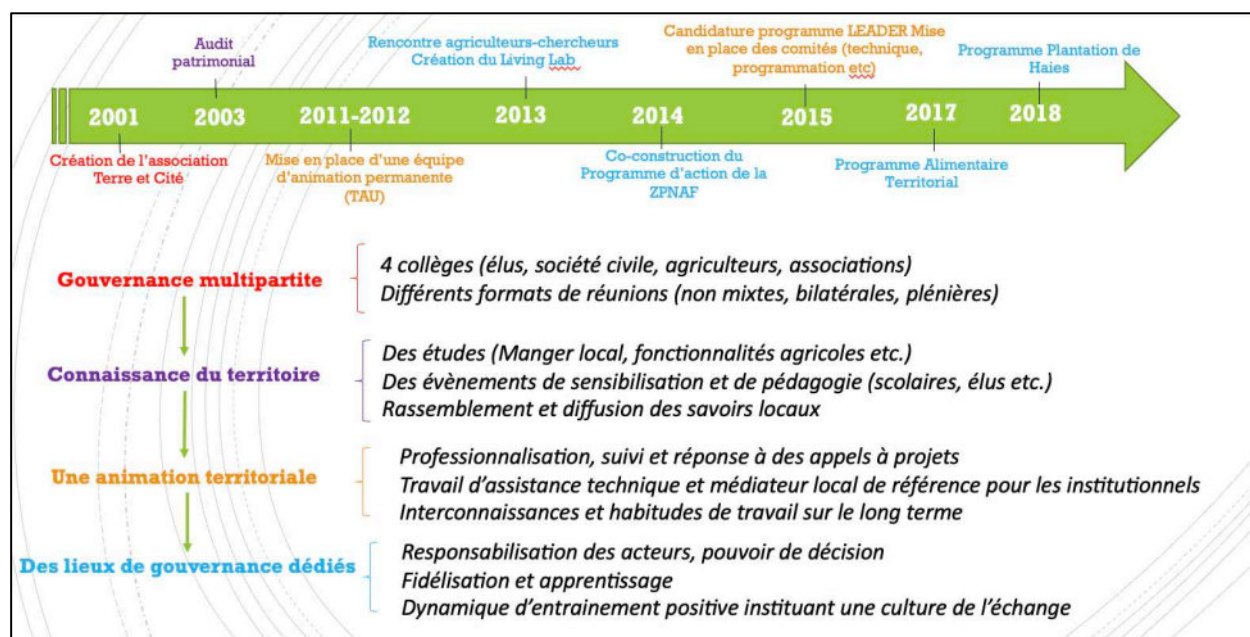 Audit
patrimonial
Rencontre agriculteurs-chercheurs
Création du Living Lab
Candidature programme LEADER Mise
en place des comités (technique,
programmation etc)
Programme Plantation de
Haies
2001
2003
2011-2012
2013
2014
2015
2017
2018
Création de l'association
Terre et Cité
Mise en place d'une équipe
d'animation permanente
(TAU)
Co-construction du
Programme d'action de la
ZPNAF
Programme Alimentaire
Territorial
Gouvernance multipartite
4 collèges (élus, société civile, agriculteurs, associations)
Différents formats de réunions (non mixtes, bilatérales, plénières)
Connaissance du territoire
Des études (Manger local, fonctionnalités agricoles etc.)
Des évènements de sensibilisation et de pédagogie (scolaires, élus etc.)
Rassemblement et diffusion des savoirs locaux
Une animation territoriale
Professionnalisation, suivi et réponse à des appels à projets
Travail d'assistance technique et médiateur local de référence pour les institutionnels
Interconnaissances et habitudes de travail sur le long terme
Des lieux de gouvernance dédiés
Responsabilisation des acteurs, pouvoir de décision
Fidélisation et apprentissage
Dynamique d'entrainement positive instituant une culture de l'échange